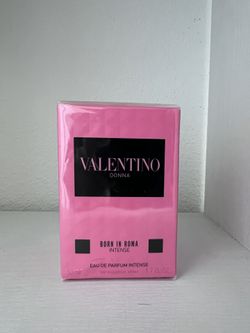 VALENTINO
DONNA
BORN IN ROMA
INTENSE
EAU DE PARFUM INTENSE